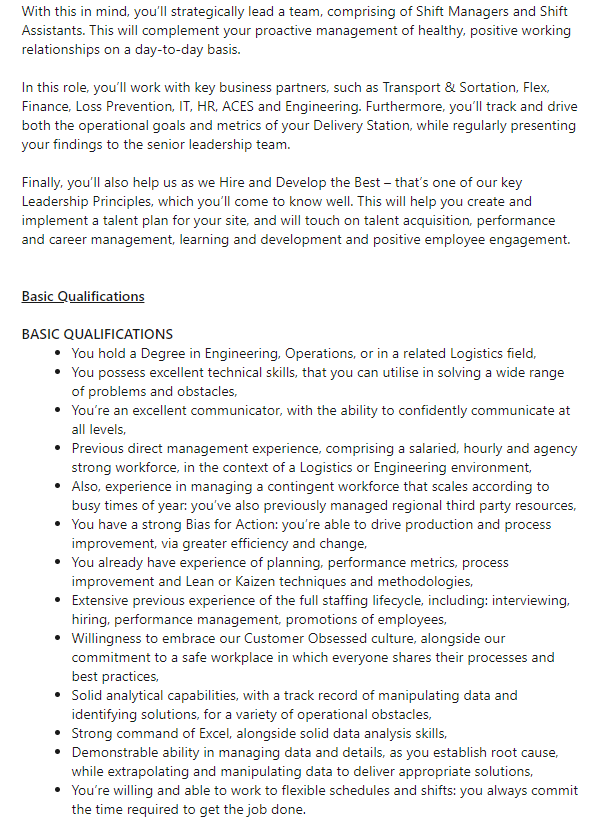 With this in mind, you'll strategically lead a team, comprising of Shift Managers and Shift
Assistants. This will complement your proactive management of healthy, positive working
relationships on a day-to-day basis.
In this role, you'll work with key business partners, such as Transport & Sortation, Flex,
Finance, Loss Prevention, IT, HR, ACES and Engineering. Furthermore, you'll track and drive
both the operational goals and metrics of your Delivery Station, while regularly presenting
your findings to the senior leadership team.
Finally, you'll also help us as we Hire and Develop the Best – that's one of our key
Leadership Principles, which you'll come to know well. This will help you create and
implement a talent plan for your site, and will touch on talent acquisition, performance
and career management, learning and development and positive employee engagement.
Basic Qualifications
BASIC QUALIFICATIONS
• You hold a Degree in Engineering, Operations, or in a related Logistics field,
• You possess excellent technical skills, that you can utilise in solving a wide range
of problems and obstacles,
• You're an excellent communicator, with the ability to confidently communicate at
all levels,
• Previous direct management experience, comprising a salaried, hourly and agency
strong workforce, in the context of a Logistics or Engineering environment,
• Also, experience in managing a contingent workforce that scales according to
busy times of year: you've also previously managed regional third party resources,
• You have a strong Bias for Action: you're able to drive production and process
improvement, via greater efficiency and change,
• You already have experience of planning, performance metrics, process
improvement and Lean or Kaizen techniques and methodologies,
• Extensive previous experience of the full staffing lifecycle, including: interviewing,
hiring, performance management, promotions of employees,
• Willingness to embrace our Customer Obsessed culture, alongside our
commitment to a safe workplace in which everyone shares their processes and
best practices,
• Solid analytical capabilities, with a track record of manipulating data and
identifying solutions, for a variety of operational obstacles,
• Strong command of Excel, alongside solid data analysis skills,
• Demonstrable ability in managing data and details, as you establish root cause,
while extrapolating and manipulating data to deliver appropriate solutions,
• You're willing and able to work to flexible schedules and shifts: you always commit
the time required to get the job done.